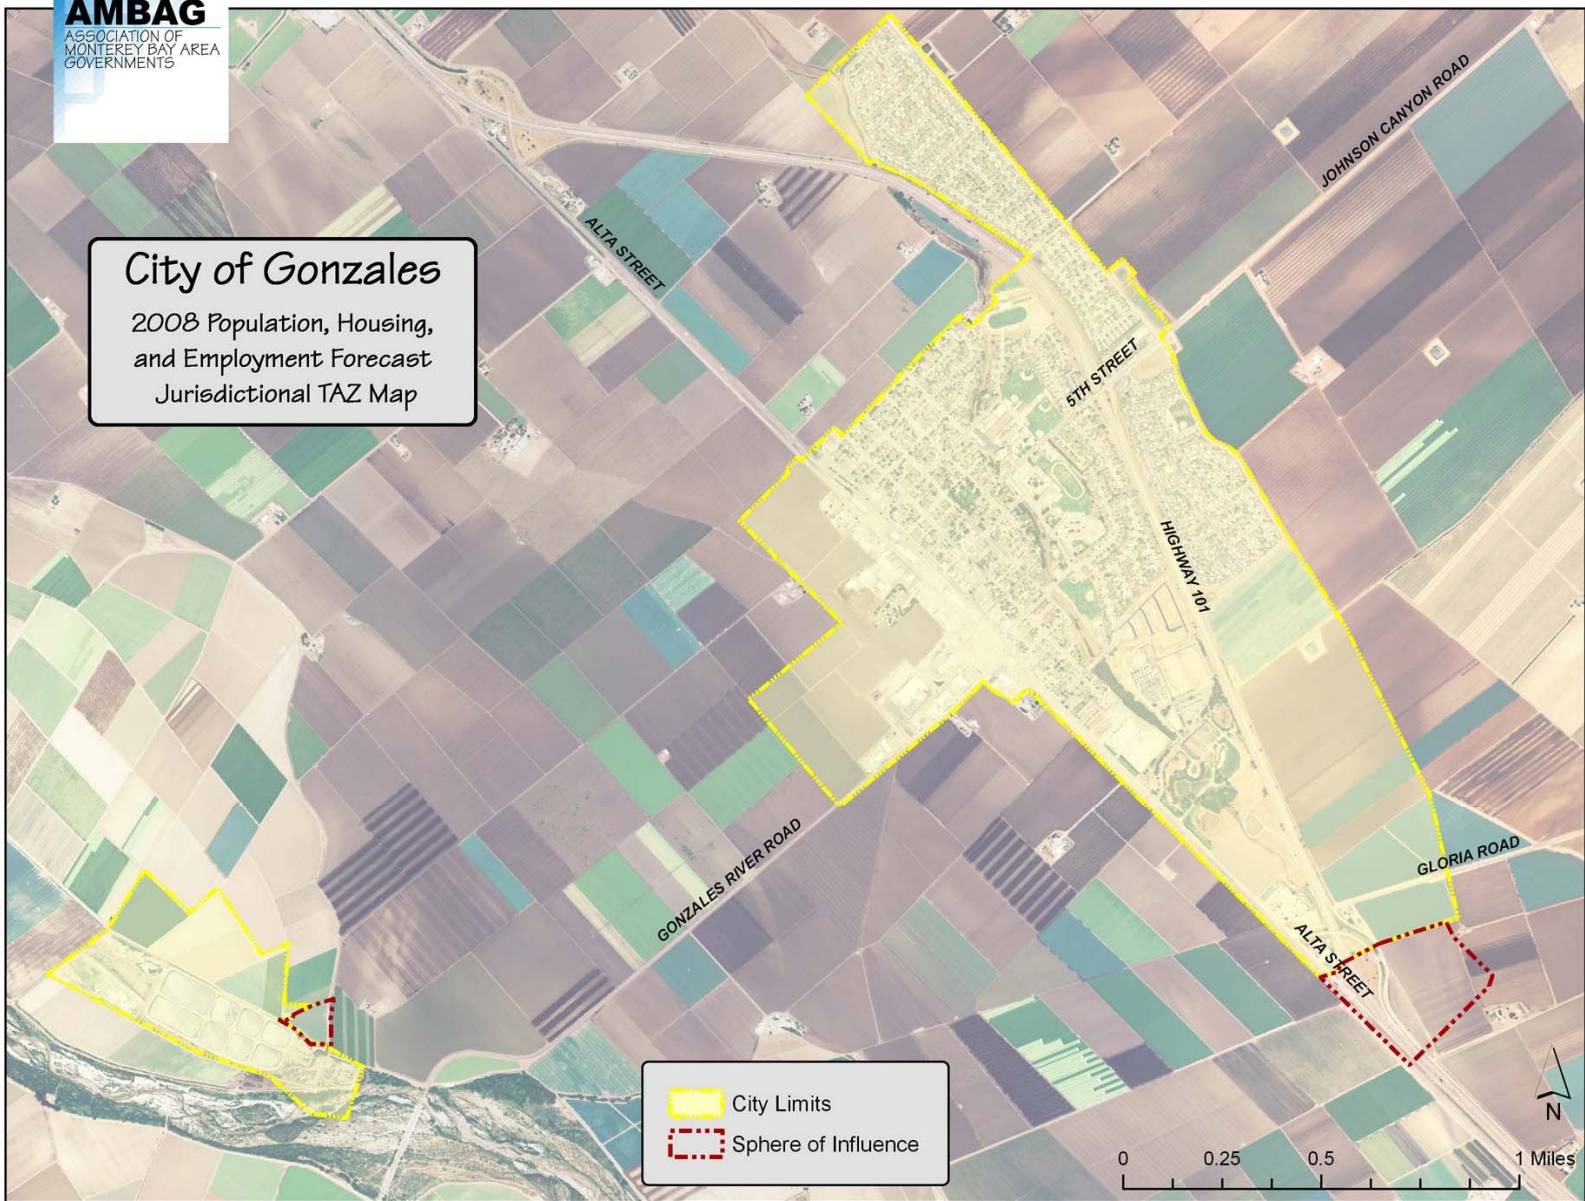 AMBAG
ASSOCIATION OF
MONTEREY BAY AREA
GOVERNMENTS
City of Gonzales
2008 Population, Housing,
and Employment Forecast
Jurisdictional TAZ Map
JOHNSON CANYON ROAD
ALTA STREET
5TH STREET
HIGHWAY 101
GONZALES RIVER ROAD
GLORIA ROAD
ALTA STREET
City Limits
Sphere of Influence
N
0 0.25 0.5 1 Miles